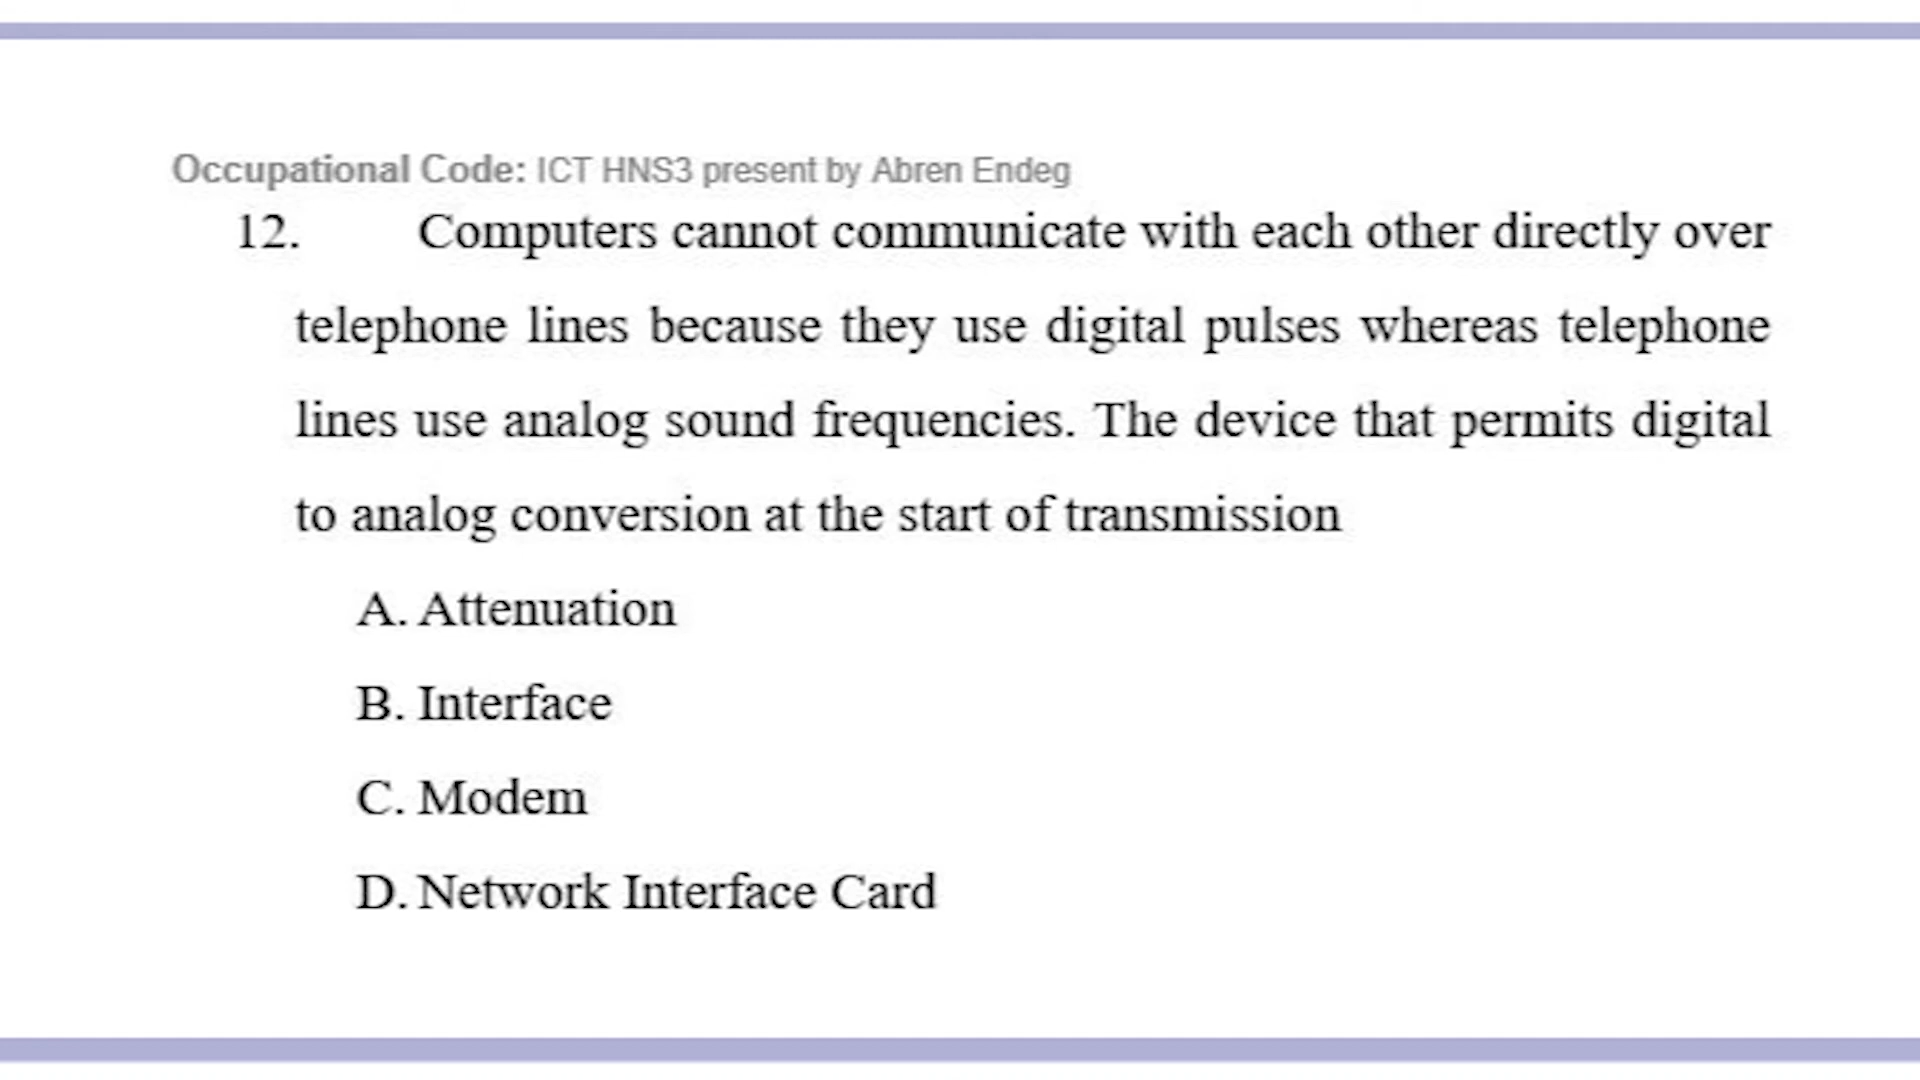 Occupational Code: ICT HNS3 present by Abren Endeg
12. Computers cannot communicate with each other directly over
telephone lines because they use digital pulses whereas telephone
lines use analog sound frequencies. The device that permits digital
to analog conversion at the start of transmission
A. Attenuation
B. Interface
C. Modem
D. Network Interface Card